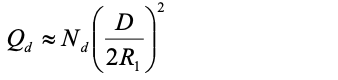 Q_d ≈ N_d (D / 2R_1)^2